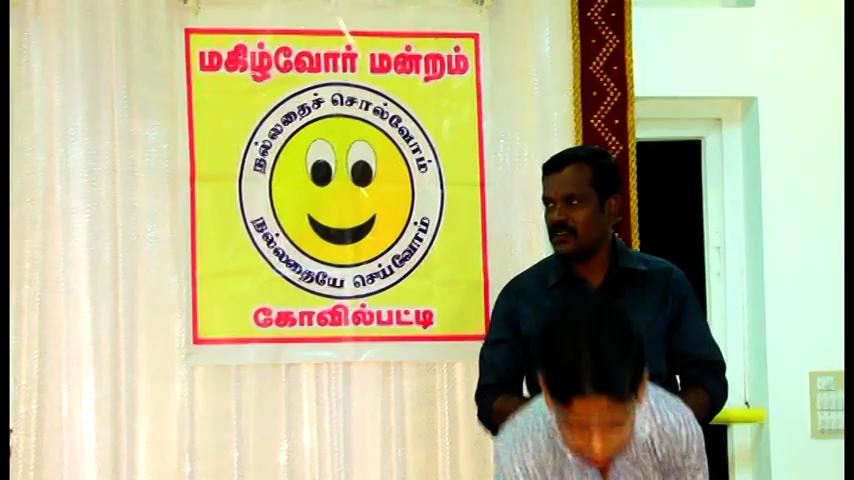 மகிழ்வோர் மன்றம்
நல்லதைச் சொல்வோம்
நல்லதையே செய்வோம்
கோவில்பட்டி